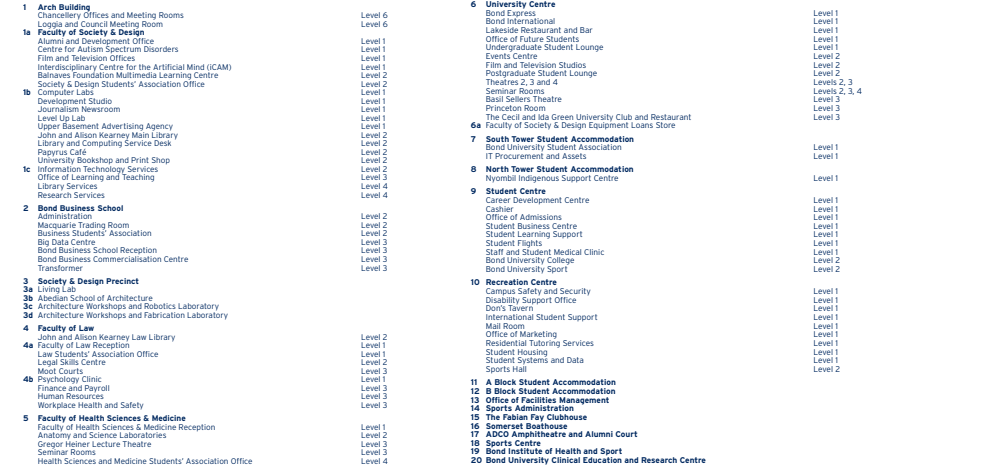 1 Arch Building
Chancellery Offices and Meeting Rooms Level 6
Loggia and Council Meeting Room Level 6
1a Faculty of Society & Design
Alumni and Development Office Level 1
Centre for Autism Spectrum Disorders Level 1
Film and Television Offices Level 1
Interdisciplinary Centre for the Artificial Mind (iCAM) Level 1
Balnaves Foundation Multimedia Learning Centre Level 2
Society & Design Students' Association Office Level 2
1b Computer Labs Level 1
Development Studio Level 1
Journalism Newsroom Level 1
Level Up Lab Level 1
Upper Basement Advertising Agency Level 1
John and Alison Kearney Main Library Level 2
Library and Computing Service Desk Level 2
Papyrus Café Level 2
University Bookshop and Print Shop Level 2
1c Information Technology Services Level 2
Office of Learning and Teaching Level 3
Library Services Level 4
Research Services Level 4
2 Bond Business School
Administration Level 2
Macquarie Trading Room Level 2
Business Students' Association Level 2
Big Data Centre Level 3
Bond Business School Reception Level 3
Bond Business Commercialisation Centre Level 3
Transformer Level 3
3 Society & Design Precinct
3a Living Lab
3b Abedian School of Architecture
3c Architecture Workshops and Robotics Laboratory
3d Architecture Workshops and Fabrication Laboratory
4 Faculty of Law
John and Alison Kearney Law Library Level 2
4a Faculty of Law Reception Level 1
Law Students' Association Office Level 1
Legal Skills Centre Level 2
Moot Courts Level 3
4b Psychology Clinic Level 1
Finance and Payroll Level 3
Human Resources Level 3
Workplace Health and Safety Level 3
5 Faculty of Health Sciences & Medicine
Faculty of Health Sciences & Medicine Reception Level 1
Anatomy and Science Laboratories Level 2
Gregor Heiner Lecture Theatre Level 3
Seminar Rooms Level 3
Health Sciences and Medicine Students' Association Office Level 4
6 University Centre
Bond Express Level 1
Bond International Level 1
Lakeside Restaurant and Bar Level 1
Office of Future Students Level 1
Undergraduate Student Lounge Level 1
Events Centre Level 2
Film and Television Studios Level 2
Postgraduate Student Lounge Level 2
Theatres 2, 3 and 4 Levels 2, 3
Seminar Rooms Levels 2, 3, 4
Basil Sellers Theatre Level 3
Princeton Room Level 3
The Cecil and Ida Green University Club and Restaurant Level 3
6a Faculty of Society & Design Equipment Loans Store
7 South Tower Student Accommodation
Bond University Student Association Level 1
IT Procurement and Assets Level 1
8 North Tower Student Accommodation
Nyombil Indigenous Support Centre Level 1
9 Student Centre
Career Development Centre Level 1
Cashier Level 1
Office of Admissions Level 1
Student Business Centre Level 1
Student Learning Support Level 1
Student Flights Level 1
Staff and Student Medical Clinic Level 1
Bond University College Level 2
Bond University Sport Level 2
10 Recreation Centre
Campus Safety and Security Level 1
Disability Support Office Level 1
Don's Tavern Level 1
International Student Support Level 1
Mail Room Level 1
Office of Marketing Level 1
Residential Tutoring Services Level 1
Student Housing Level 1
Student Systems and Data Level 1
Sports Hall Level 2
11 A Block Student Accommodation
12 B Block Student Accommodation
13 Office of Facilities Management
14 Sports Administration
15 The Fabian Fay Clubhouse
16 Somerset Boathouse
17 ADCO Amphitheatre and Alumni Court
18 Sports Centre
19 Bond Institute of Health and Sport
20 Bond University Clinical Education and Research Centre